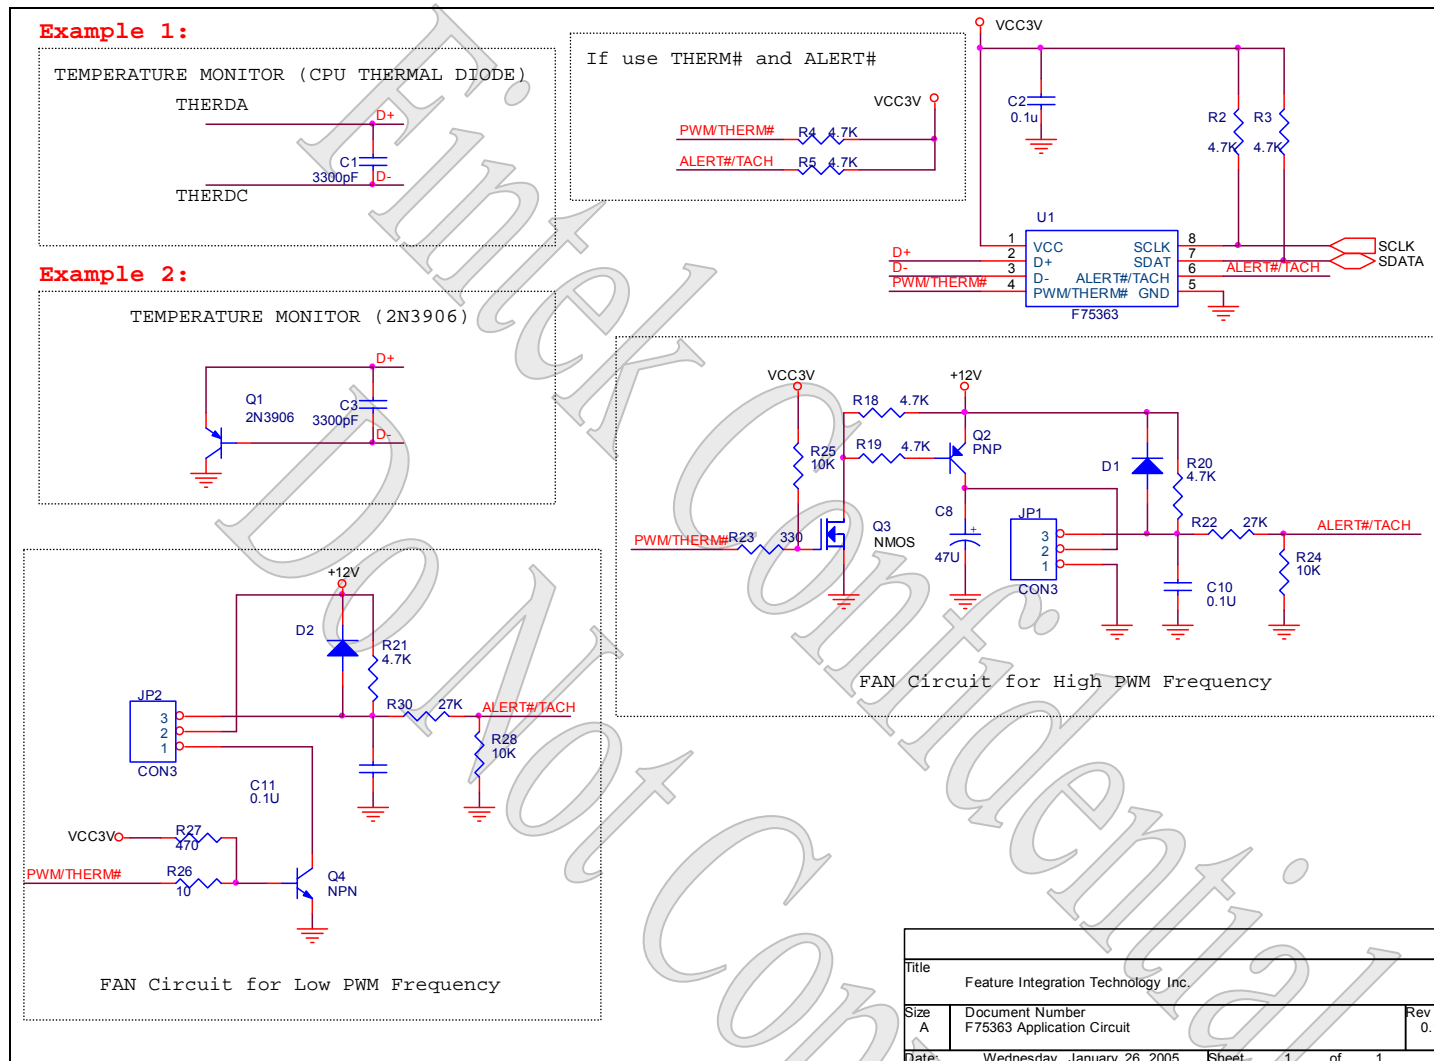 Example 1:
TEMPERATURE MONITOR (CPU THERMAL DIODE)
THERDA
D+
C1
3300pF
D-
THERDC
If use THERM# and ALERT#
VCC3V
PWM/THERM#
R4 4.7K
ALERT#/TACH
R5 4.7K
VCC3V
C2
0.1u
R2
4.7K
R3
4.7K
U1
1 VCC SCLK 8 SCLK
D+ 2 D+ SDAT 7 SDATA
D- 3 D- ALERT#/TACH 6 ALERT#/TACH
PWM/THERM# 4 PWM/THERM# GND 5
F75363
Example 2:
TEMPERATURE MONITOR (2N3906)
D+
Q1
2N3906
C3
3300pF
D-
VCC3V
+12V
R18 4.7K
R25
10K
R19 4.7K
Q2
PNP
D1
R20
4.7K
C8
+
47U
PWM/THERM#
R23 330
Q3
NMOS
JP1
3
2
1
CON3
R22 27K
ALERT#/TACH
R24
10K
C10
0.1U
FAN Circuit for High PWM Frequency
+12V
D2
R21
4.7K
JP2
3
2
1
CON3
R30 27K
ALERT#/TACH
R28
10K
C11
0.1U
VCC3V
R27
470
PWM/THERM#
R26
10
Q4
NPN
FAN Circuit for Low PWM Frequency
Title
Feature Integration Technology Inc.
Size
A
Document Number
F75363 Application Circuit
Rev
0.
Date: Wednesday, January 26, 2005 Sheet 1 of 1
Fintek Confidential
Do Not Cop